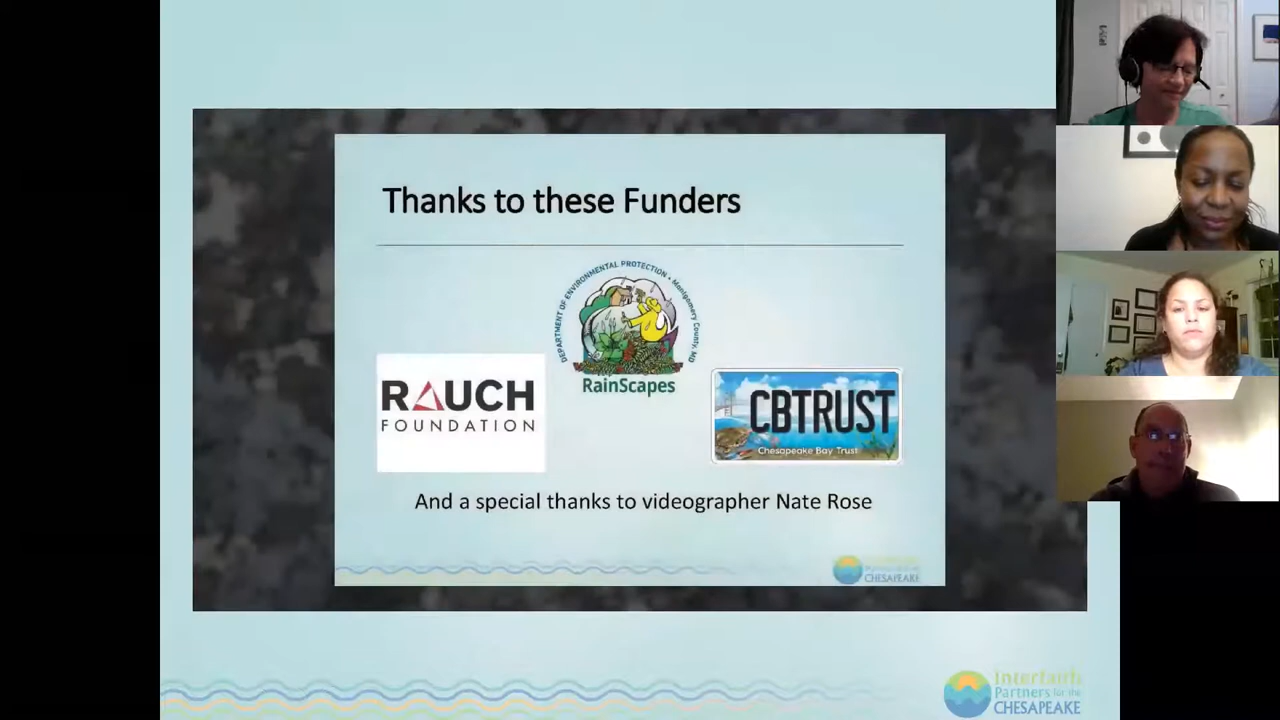 Thanks to these Funders
DEPARTMENT OF ENVIRONMENTAL PROTECTION • Montgomery County, MD
RainScapes
RAUCH
FOUNDATION
CBTRUST
Chesapeake Bay Trust
And a special thanks to videographer Nate Rose
CHESAPEAKE
Interfaith
Partners for the
CHESAPEAKE